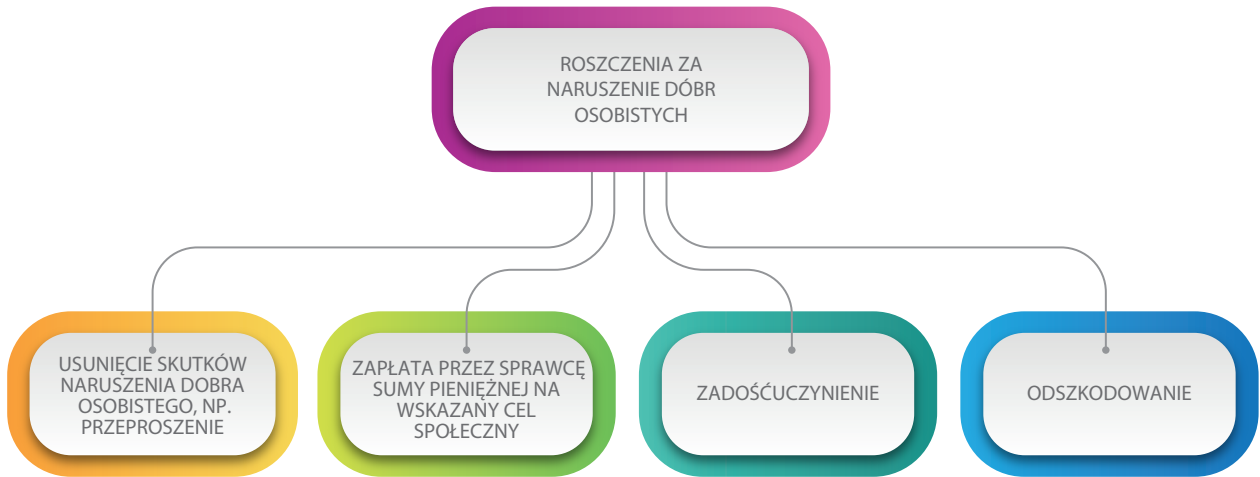 ROSZCZENIA ZA
NARUSZENIE DÓBR
OSOBISTYCH
USUNIĘCIE SKUTKÓW
NARUSZENIA DOBRA
OSOBISTEGO, NP.
PRZEPROSZENIE
ZAPŁATA PRZEZ SPRAWCĘ
SUMY PIENIĘŻNEJ NA
WSKAZANY CEL
SPOŁECZNY
ZADOŚĆUCZYNIENIE
ODSZKODOWANIE